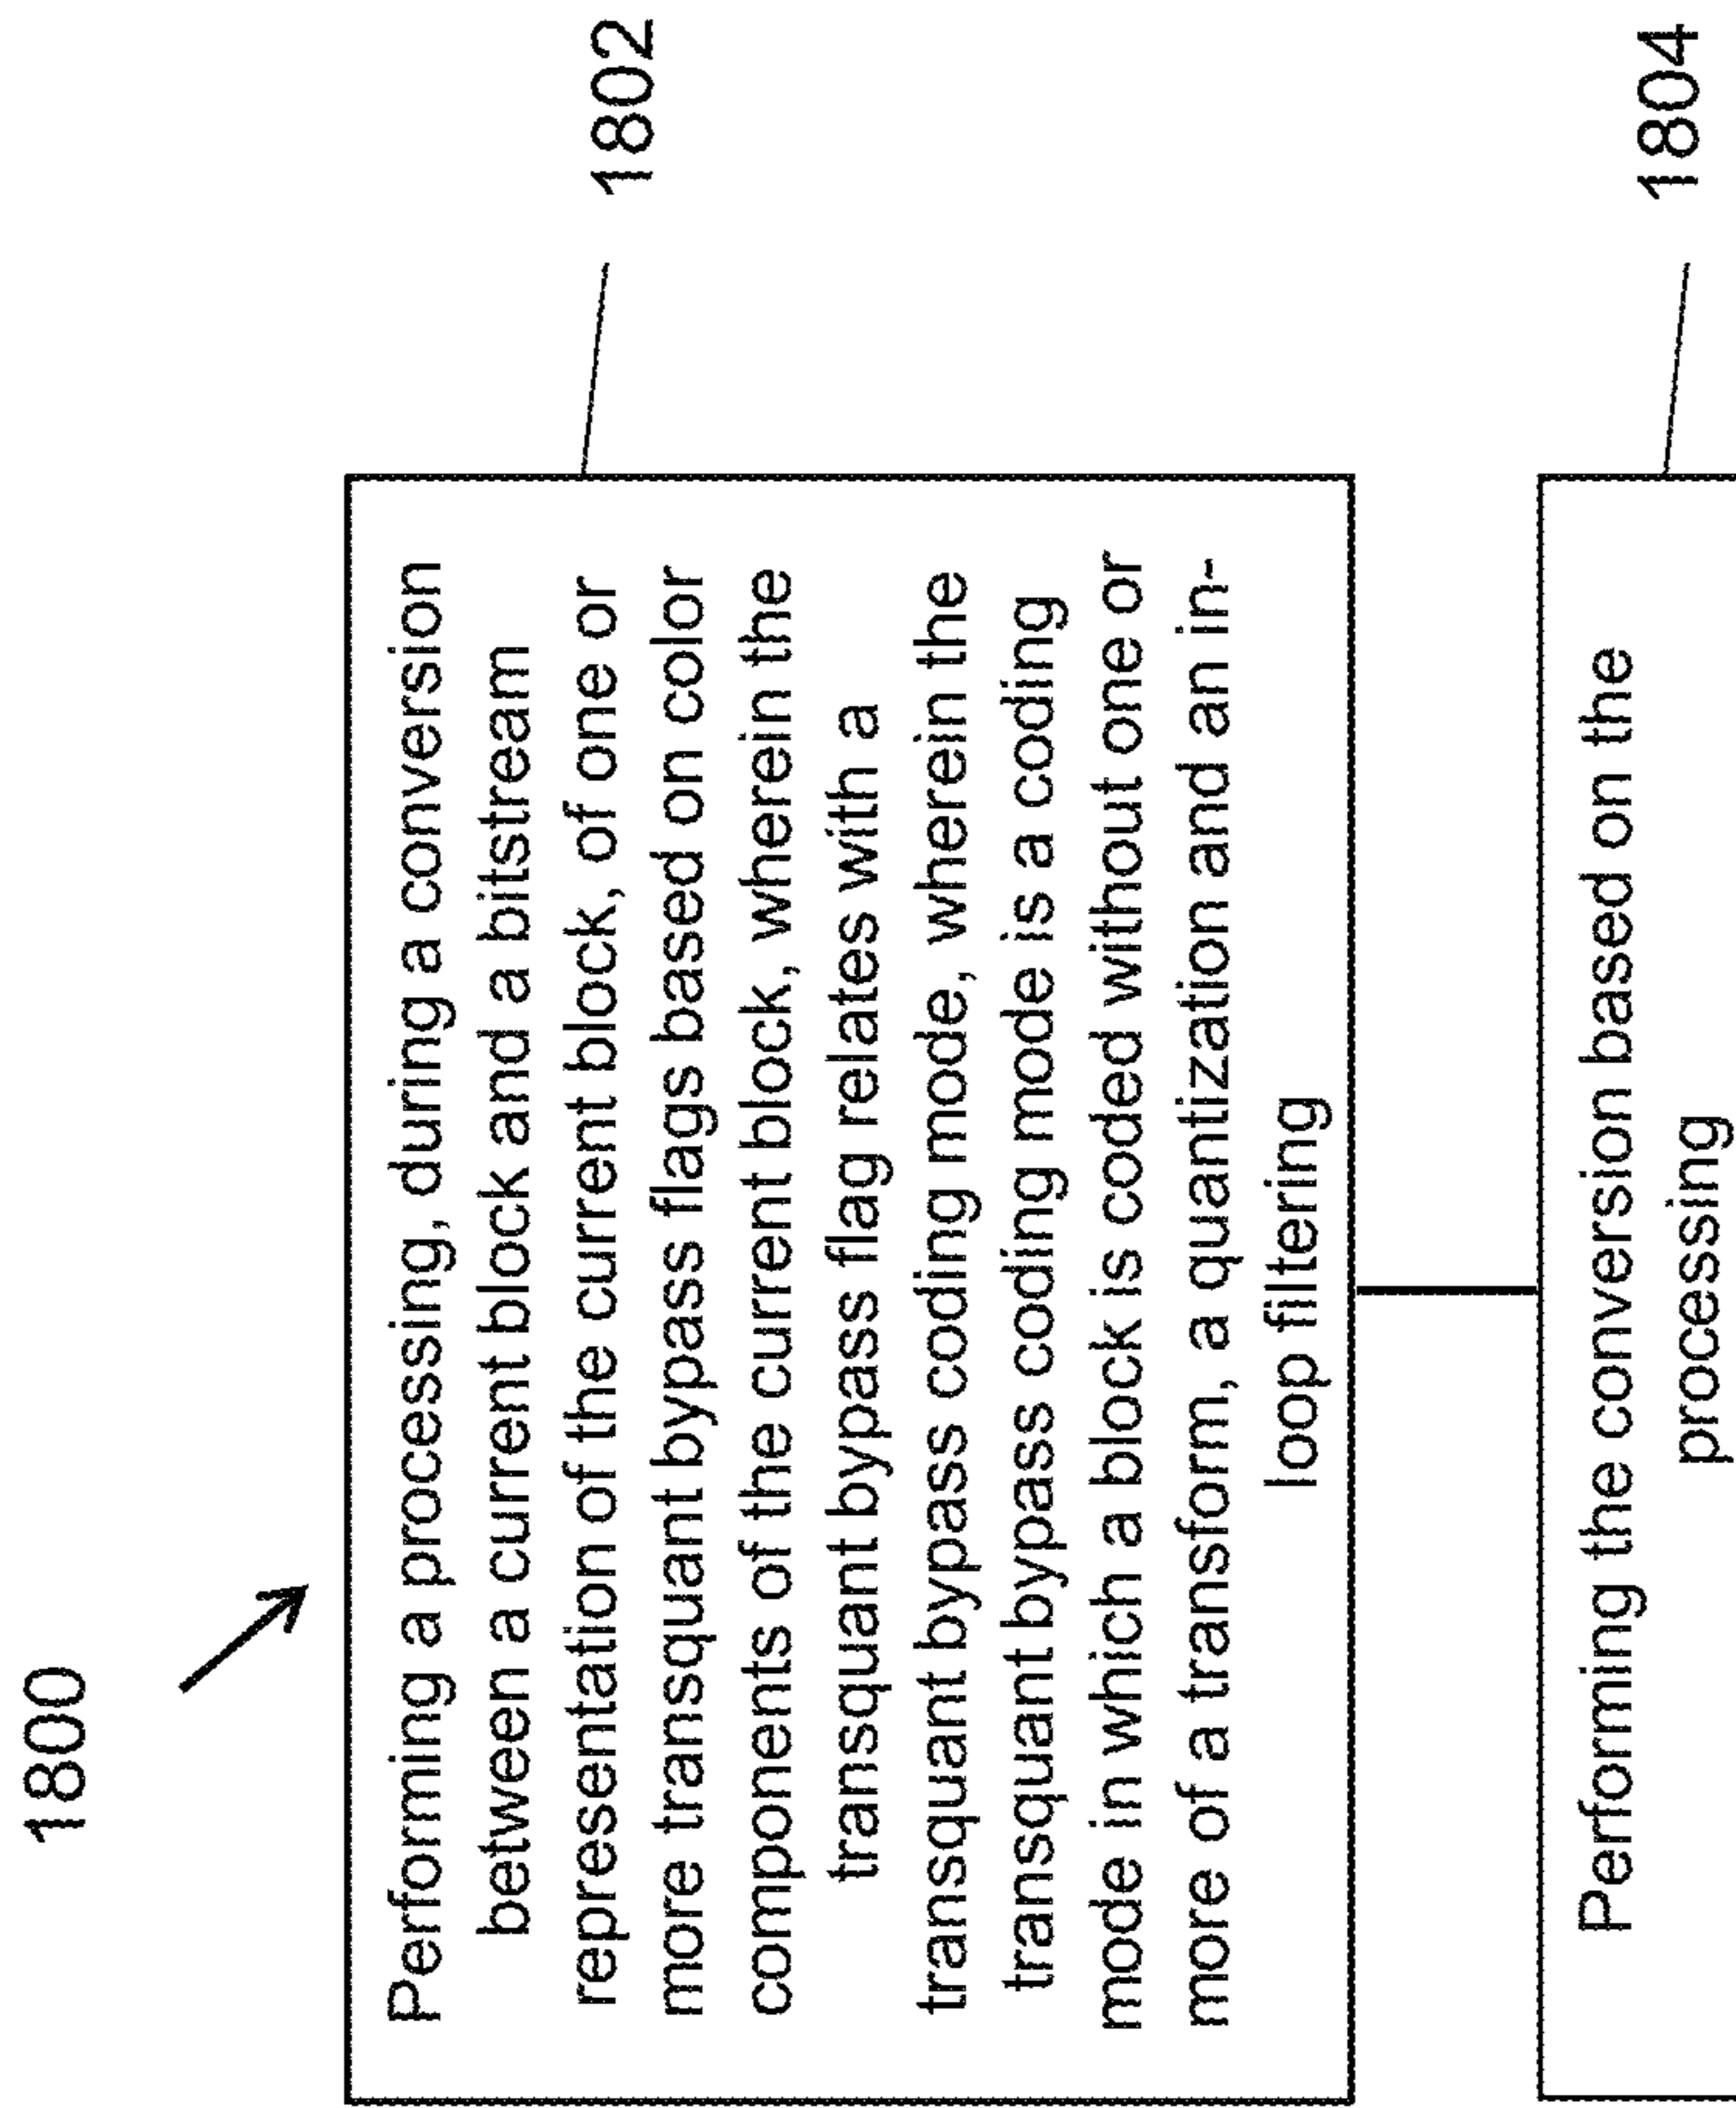 1800
Performing a processing, during a conversion
between a current block and a bitstream
representation of the current block, of one or
more transquant bypass flags based on color
components of the current block, wherein the
transquant bypass flag relates with a
transquant bypass coding mode, wherein the
transquant bypass coding mode is a coding
mode in which a block is coded without one or
more of a transform, a quantization and an in-
loop filtering
1802
Performing the conversion based on the
processing
1804